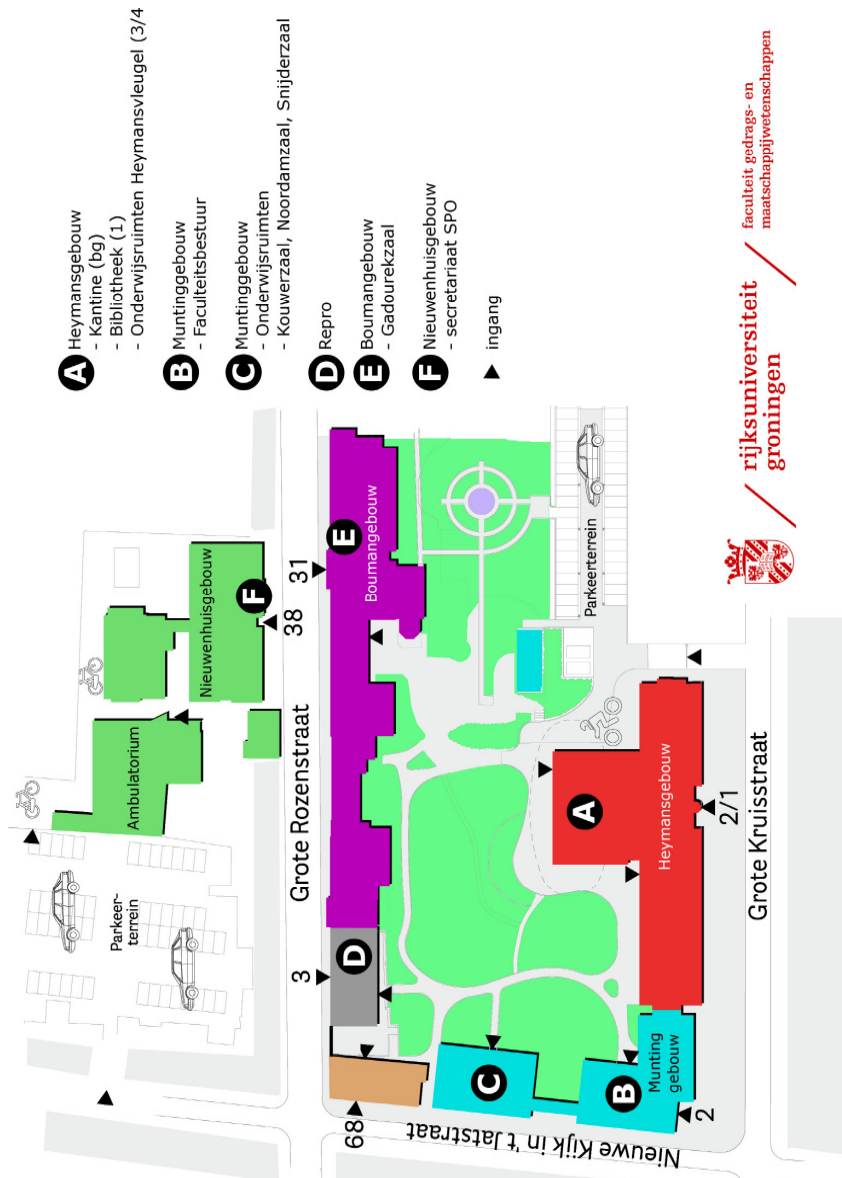 A Heymansgebouw
- Kantine (bg)
- Bibliotheek (1)
- Onderwijsruimten Heymansvleugel (3/4
B Muntinggebouw
- Faculteitsbestuur
C Muntinggebouw
- Onderwijsruimten
- Kouwerzaal, Noordamzaal, Snijderzaal
D Repro
E Boumangebouw
- Gadourekzaal
F Nieuwenhuisgebouw
- secretariaat SPO
ingang
Parkeer-
terrein
Ambulatorium
Nieuwenhuisgebouw
F
38
Grote Rozenstraat
3
31
D
E
Boumangebouw
68
C
B
Munting
gebouw
2
Nieuwe Kijk in 't Jatstraat
A
Heymansgebouw
2/1
Parkeerterrein
Grote Kruisstraat
rijksuniversiteit
groningen
faculteit gedrags- en
maatschappijwetenschappen